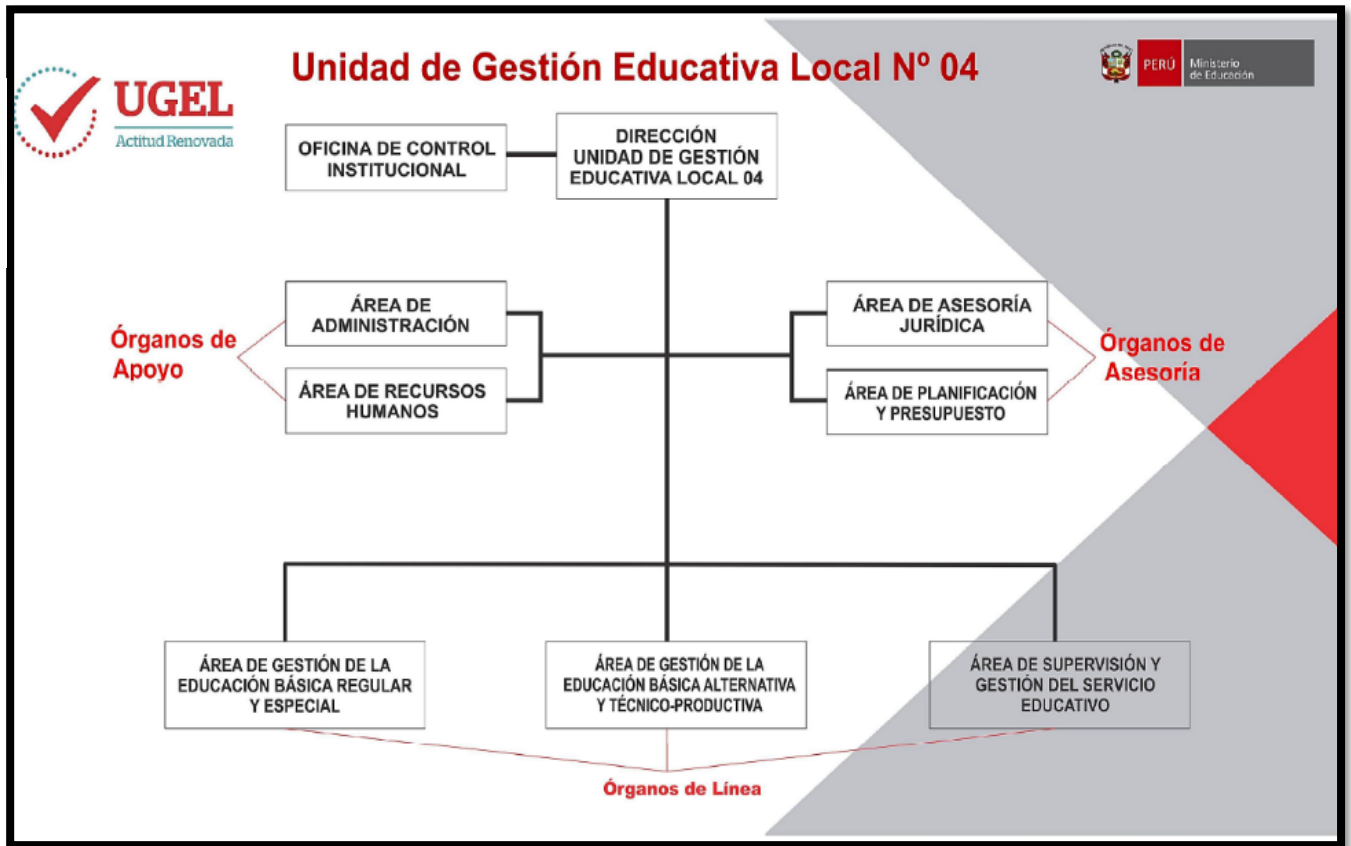 Unidad de Gestión Educativa Local Nº 04
UGEL
Actitud Renovada
PERÚ
Ministerio
de Educación
OFICINA DE CONTROL
INSTITUCIONAL
DIRECCIÓN
UNIDAD DE GESTIÓN
EDUCATIVA LOCAL 04
Órganos de
Apoyo
ÁREA DE
ADMINISTRACIÓN
ÁREA DE RECURSOS
HUMANOS
ÁREA DE ASESORÍA
JURÍDICA
ÁREA DE PLANIFICACIÓN
Y PRESUPUESTO
Órganos de
Asesoría
ÁREA DE GESTIÓN DE LA
EDUCACIÓN BÁSICA REGULAR
Y ESPECIAL
ÁREA DE GESTIÓN DE LA
EDUCACIÓN BÁSICA ALTERNATIVA
Y TÉCNICO-PRODUCTIVA
ÁREA DE SUPERVISIÓN Y
GESTIÓN DEL SERVICIO
EDUCATIVO
Órganos de Línea